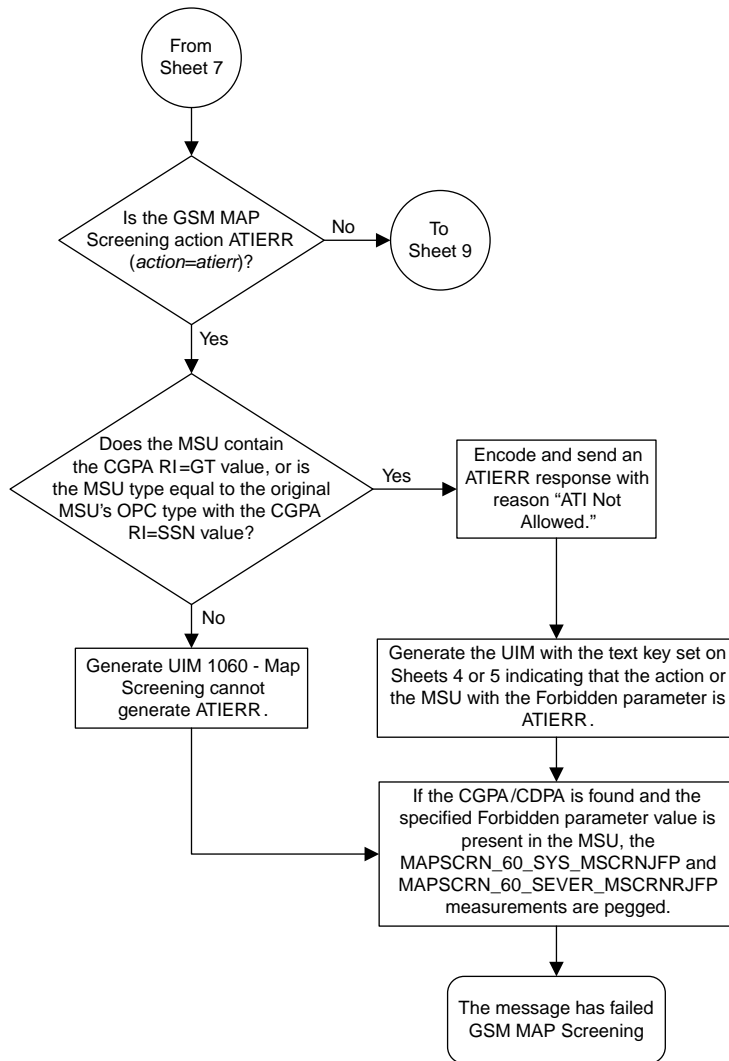 From
Sheet 7
Is the GSM MAP
Screening action ATIERR
(action=atierr)?
No
To
Sheet 9
Yes
Does the MSU contain
the CGPA RI=GT value, or is
the MSU type equal to the original
MSU's OPC type with the CGPA
RI=SSN value?
Yes
Encode and send an
ATIERR response with
reason “ATI Not
Allowed.”
No
Generate UIM 1060 - Map
Screening cannot
generate ATIERR.
Generate the UIM with the text key set on
Sheets 4 or 5 indicating that the action or
the MSU with the Forbidden parameter is
ATIERR.
If the CGPA/CDPA is found and the
specified Forbidden parameter value is
present in the MSU, the
MAPSCRN_60_SYS_MSCRNJFP and
MAPSCRN_60_SEVER_MSCRNRJFP
measurements are pegged.
The message has failed
GSM MAP Screening